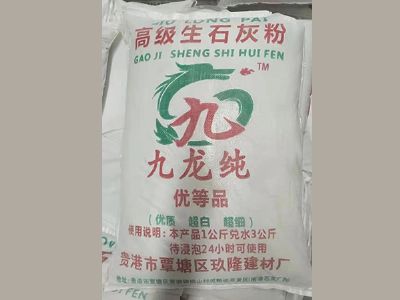 JIU LONG PAI
高级生石灰粉
GAO JI SHENG SHI HUI FEN
TM
九
九龙纯
优等品
(优质 超白 超细)
使用说明:本产品1公斤兑水3公斤
待浸泡24小时可使用
贵港市覃塘区玖隆建材厂